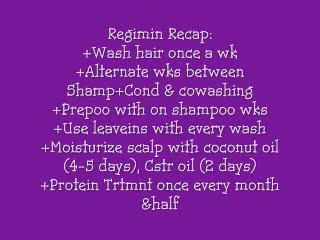 Regimin Recap:
+Wash hair once a wk
+Alternate wks between
Shamp+Cond & cowashing
+Prepoo with on shampoo wks
+Use leaveins with every wash
+Moisturize scalp with coconut oil
(4-5 days), Cstr oil (2 days)
+Protein Trtmnt once every month
&half